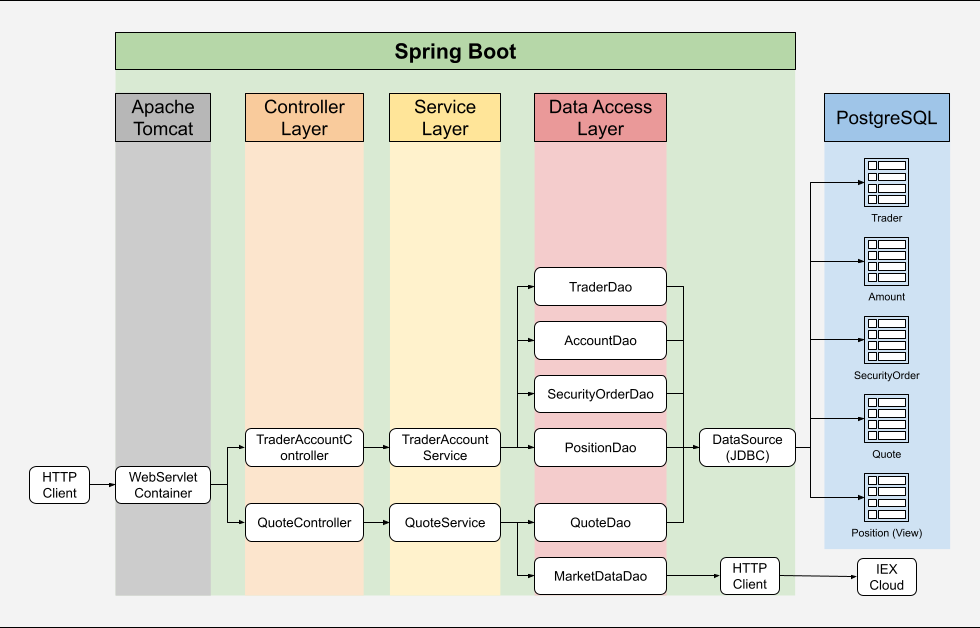 Spring Boot
Apache
Tomcat
Controller
Layer
Service
Layer
Data Access
Layer
PostgreSQL
Trader
Amount
SecurityOrder
Quote
Position (View)
TraderDao
AccountDao
SecurityOrderDao
PositionDao
QuoteDao
MarketDataDao
TraderAccountC
ontroller
TraderAccount
Service
DataSource
(JDBC)
HTTP
Client
WebServlet
Container
QuoteController
QuoteService
HTTP
Client
IEX
Cloud